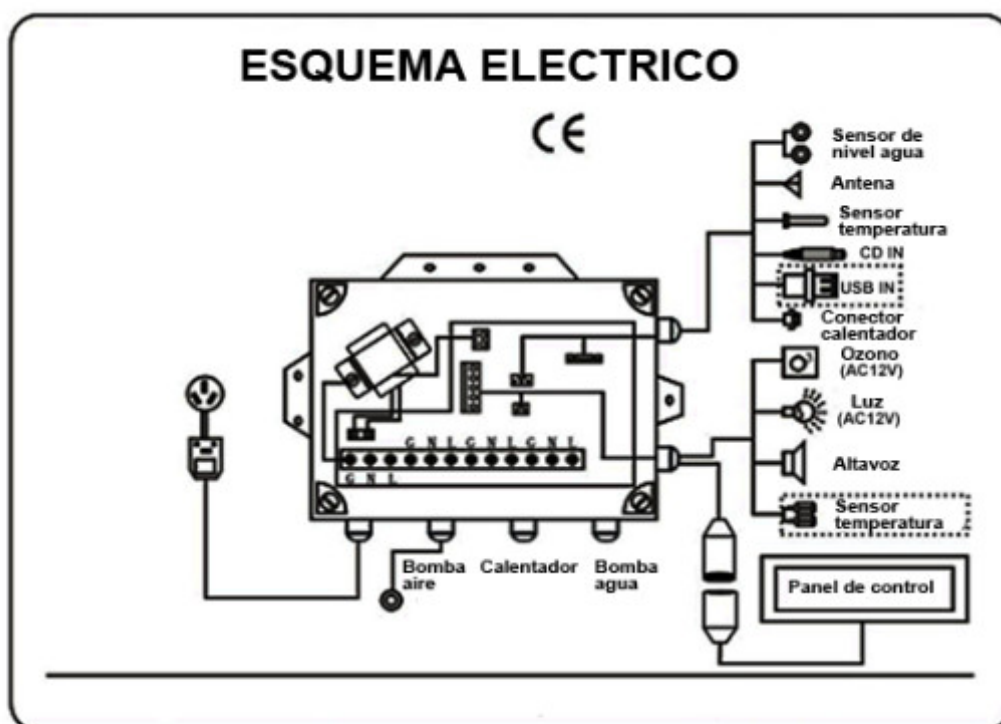 ESQUEMA ELECTRICO
CE
Sensor de
nivel agua
Antena
Sensor
temperatura
CD IN
USB IN
Conector
calentador
Ozono
(AC12V)
Luz
(AC12V)
Altavoz
Sensor
temperatura
G N L G N L G N L
G N L
Bomba
aire
Calentador
Bomba
agua
Panel de control